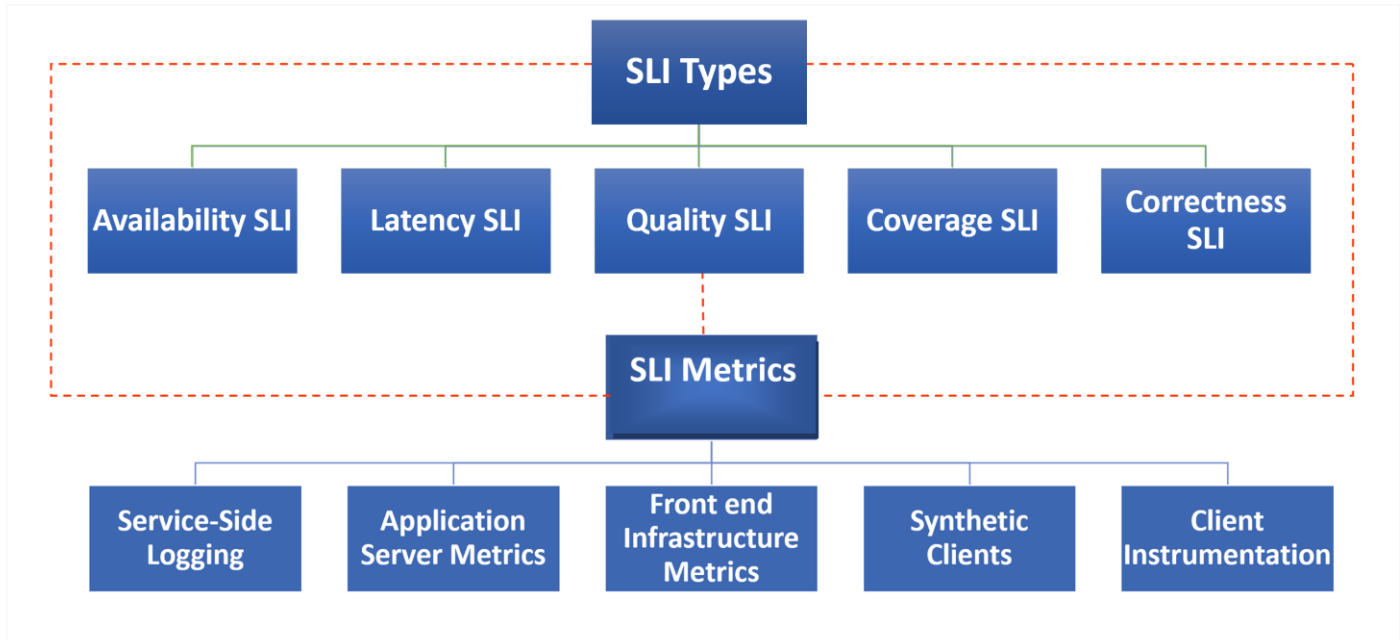 SLI Types
Availability SLI
Latency SLI
Quality SLI
Coverage SLI
Correctness
SLI
SLI Metrics
Service-Side
Logging
Application
Server Metrics
Front end
Infrastructure
Metrics
Synthetic
Clients
Client
Instrumentation